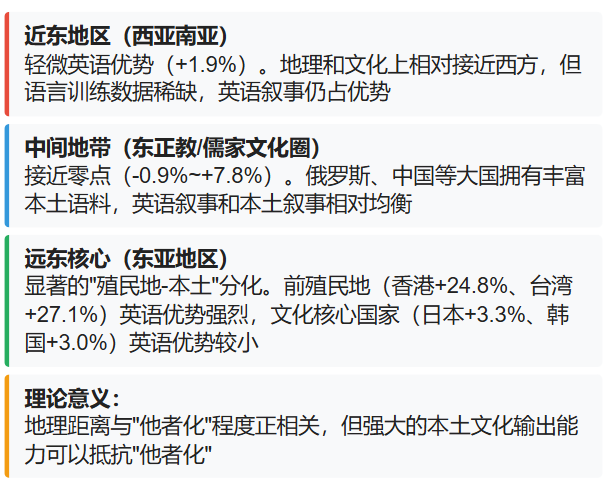 近东地区（西亚南亚）
轻微英语优势（+1.9%）。地理和文化上相对接近西方，但
语言训练数据稀缺，英语叙事仍占优势
中间地带（东正教/儒家文化圈）
接近零点（-0.9%~+7.8%）。俄罗斯、中国等大国拥有丰富
本土语料，英语叙事和本土叙事相对均衡
远东核心（东亚地区）
显著的"殖民地-本土"分化。前殖民地（香港+24.8%、台湾
+27.1%）英语优势强烈，文化核心国家（日本+3.3%、韩
国+3.0%）英语优势较小
理论意义：
地理距离与"他者化"程度正相关，但强大的本土文化输出能
力可以抵抗"他者化"